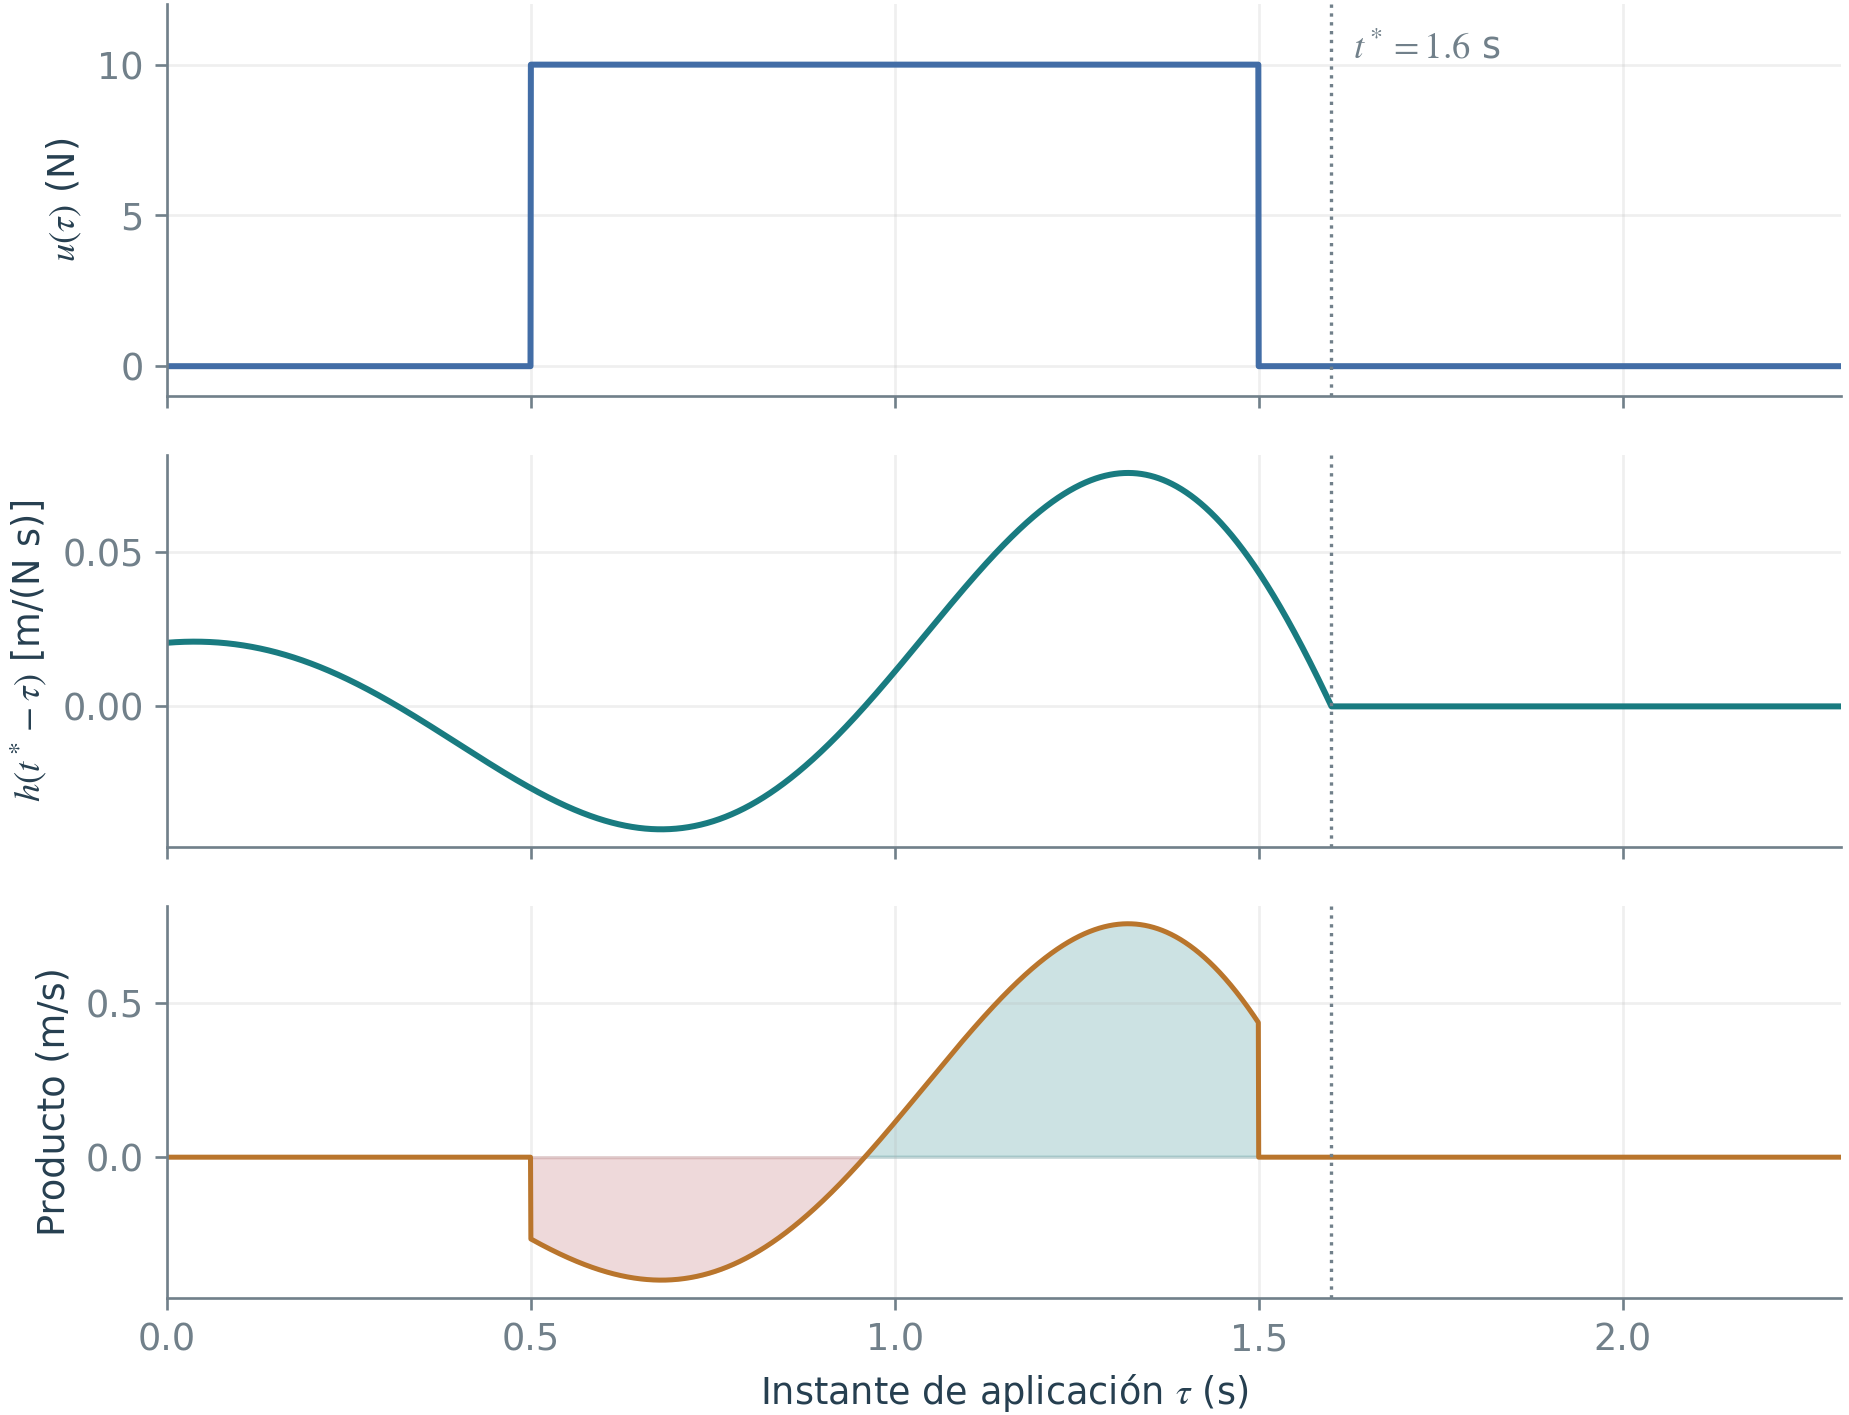 10
5
0
u(τ) (N)
t* = 1.6 s
0.05
0.00
h(t* − τ) [m/(N s)]
0.5
0.0
Producto (m/s)
0.0 0.5 1.0 1.5 2.0
Instante de aplicación τ (s)